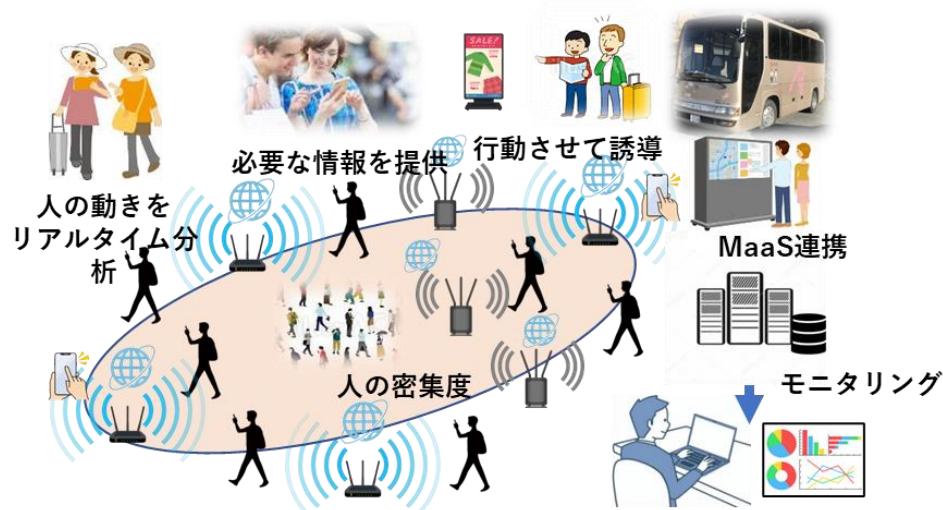 SALE!
必要な情報を提供
行動させて誘導
人の動きを
リアルタイム分
析
MaaS連携
人の密集度
モニタリング